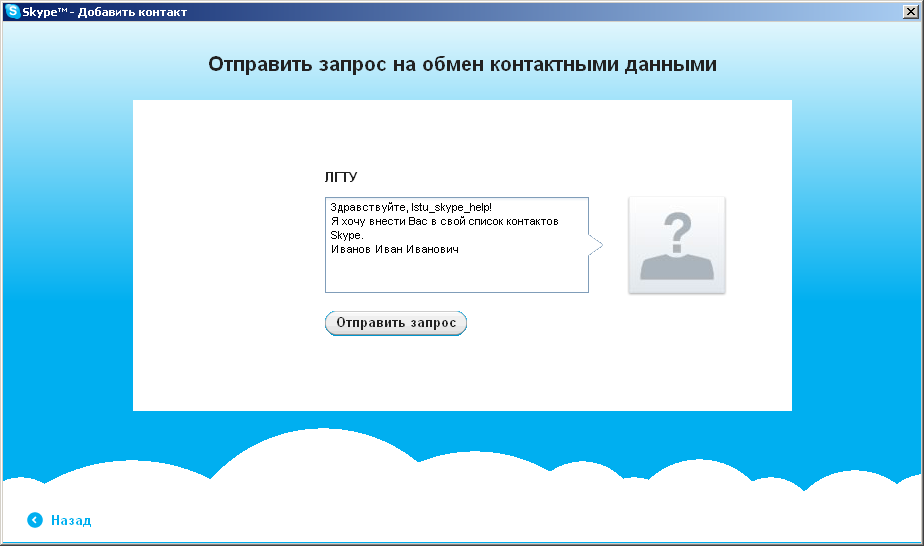 Skype™ - Добавить контакт
Отправить запрос на обмен контактными данными
ЛГТУ
Здравствуйте, lstu_skype_help!
Я хочу внести Вас в свой список контактов
Skype.
Иванов Иван Иванович
Отправить запрос
Назад